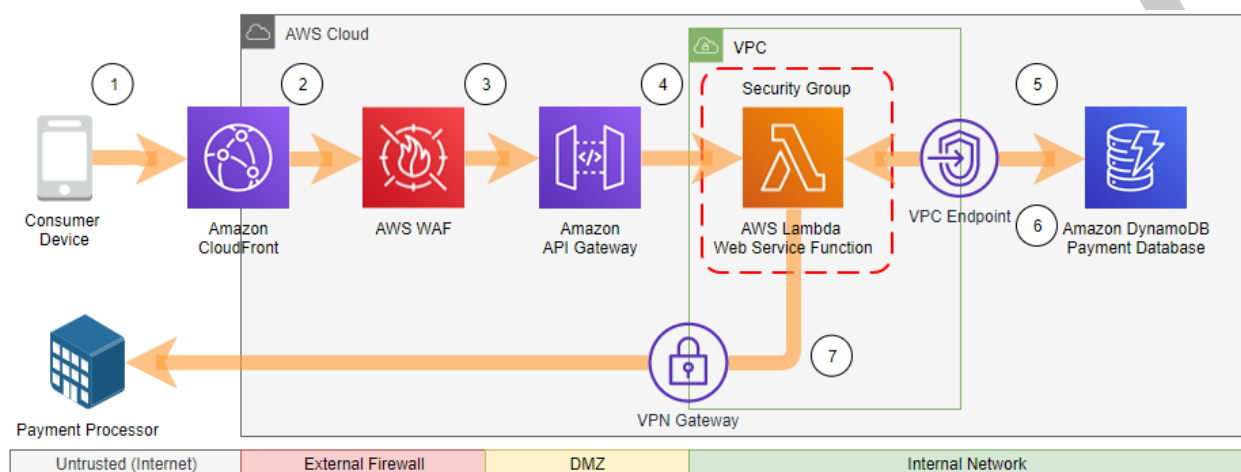 AWS Cloud
VPC
1
2
3
4
5
Security Group
Consumer
Device
Amazon
CloudFront
AWS WAF
Amazon
API Gateway
AWS Lambda
Web Service Function
VPC Endpoint
6
Amazon DynamoDB
Payment Database
7
Payment Processor
VPN Gateway
Untrusted (Internet)
External Firewall
DMZ
Internal Network